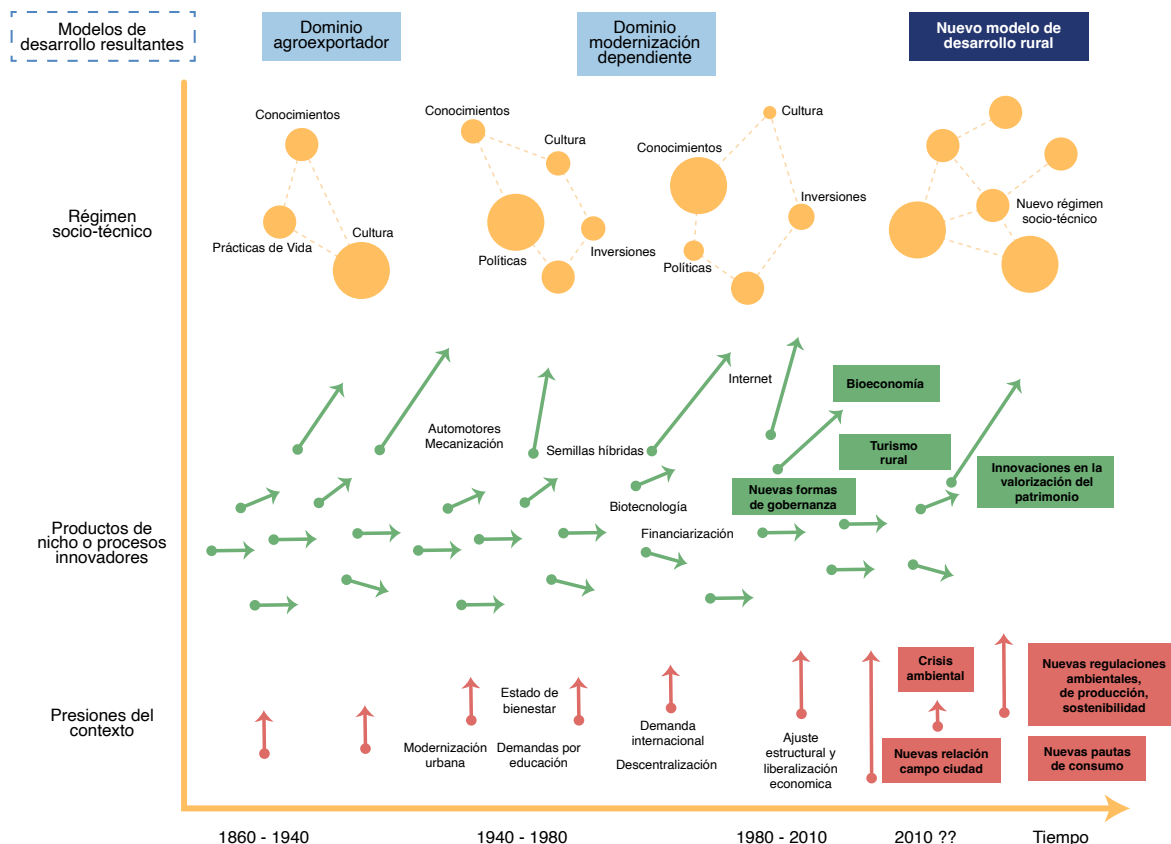 Modelos de
desarrollo resultantes
Dominio
agroexportador
Dominio
modernización
dependiente
Nuevo modelo de
desarrollo rural
Régimen
socio-técnico
Conocimientos
Prácticas de Vida
Cultura
Conocimientos
Cultura
Políticas
Inversiones
Cultura
Conocimientos
Inversiones
Políticas
Nuevo régimen
socio-técnico
Productos de
nicho o procesos
innovadores
Automotores
Mecanización
Semillas híbridas
Internet
Biotecnología
Financiarización
Bioeconomía
Turismo
rural
Nuevas formas
de gobernanza
Innovaciones en la
valorización del
patrimonio
Presiones del
contexto
Modernización
urbana
Estado de
bienestar
Demandas por
educación
Demanda
internacional
Descentralización
Ajuste
estructural y
liberalización
economica
Crisis
ambiental
Nuevas relación
campo ciudad
Nuevas regulaciones
ambientales,
de producción,
sostenibilidad
Nuevas pautas
de consumo
1860 - 1940
1940 - 1980
1980 - 2010
2010 ??
Tiempo